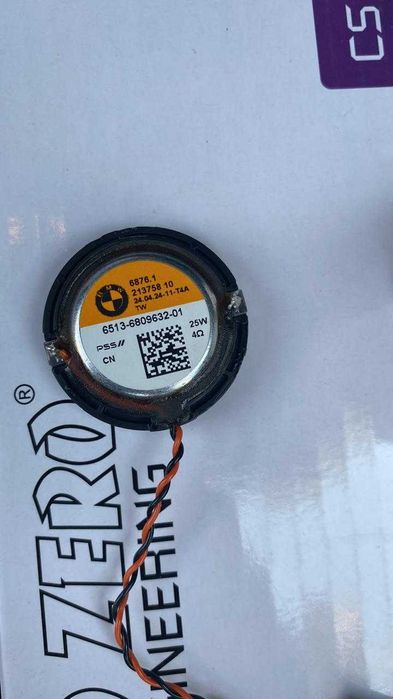 CS
BMW
6876.1
213758 10
24.04.24-11-T4A
TW
6513-6809632-01
PSS//
CN
25W
4Ω
ZERO®
NEERING